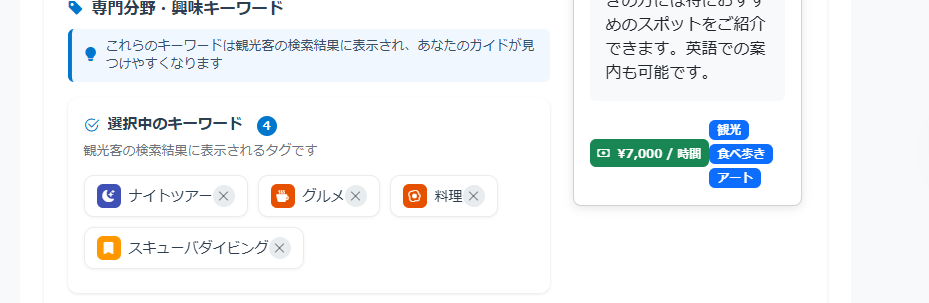 専門分野・興味キーワード
これらのキーワードは観光客の検索結果に表示され、あなたのガイドが見
つけやすくなります
選択中のキーワード 4
観光客の検索結果に表示されるタグです
ナイトツアー
グルメ
料理
スキューバダイビング
めのスポットをご紹介
できます。英語での案
内も可能です。
¥7,000 / 時間
観光
食べ歩き
アート